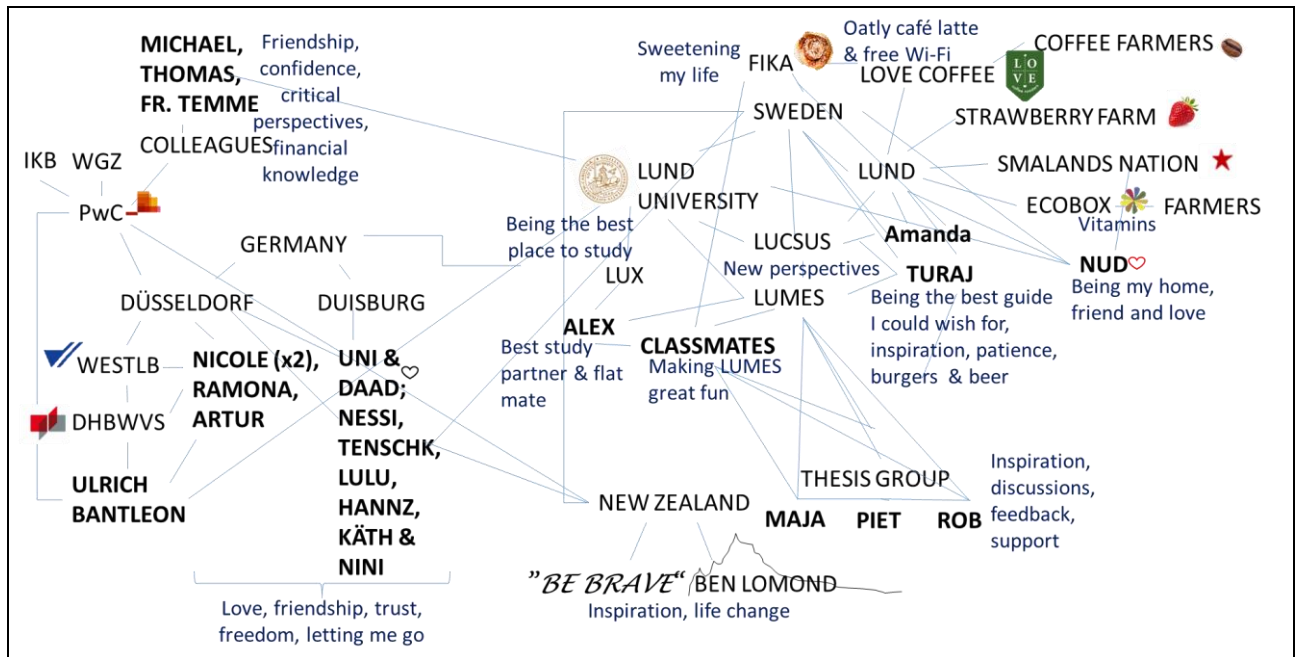 MICHAEL,
THOMAS,
FR. TEMME
Friendship,
confidence,
critical
perspectives,
financial
knowledge
COLLEAGUES
IKB
WGZ
PwC
GERMANY
DÜSSELDORF
DUISBURG
WESTLB
DHBWVS
NICOLE (x2),
RAMONA,
ARTUR
ULRICH
BANTLEON
UNI &
DAAD;
NESSI,
TENSCHK,
LULU,
HANNZ,
KÄTH &
NINI
Love, friendship, trust,
freedom, letting me go
Sweetening
my life
FIKA
Oatly café latte
& free Wi-Fi
LOVE COFFEE
LOVE
COFFEE FARMERS
SWEDEN
STRAWBERRY FARM
LUND
UNIVERSITY
LUND
SMALANDS NATION
ECOBOX
FARMERS
Vitamins
Being the best
place to study
LUCSUS
New perspectives
Amanda
TURAJ
Being the best guide
I could wish for,
inspiration, patience,
burgers & beer
NUD
Being my home,
friend and love
LUX
LUMES
ALEX
Best study
partner & flat
mate
CLASSMATES
Making LUMES
great fun
THESIS GROUP
MAJA
PIET
ROB
Inspiration,
discussions,
feedback,
support
NEW ZEALAND
”BE BRAVE“
BEN LOMOND
Inspiration, life change